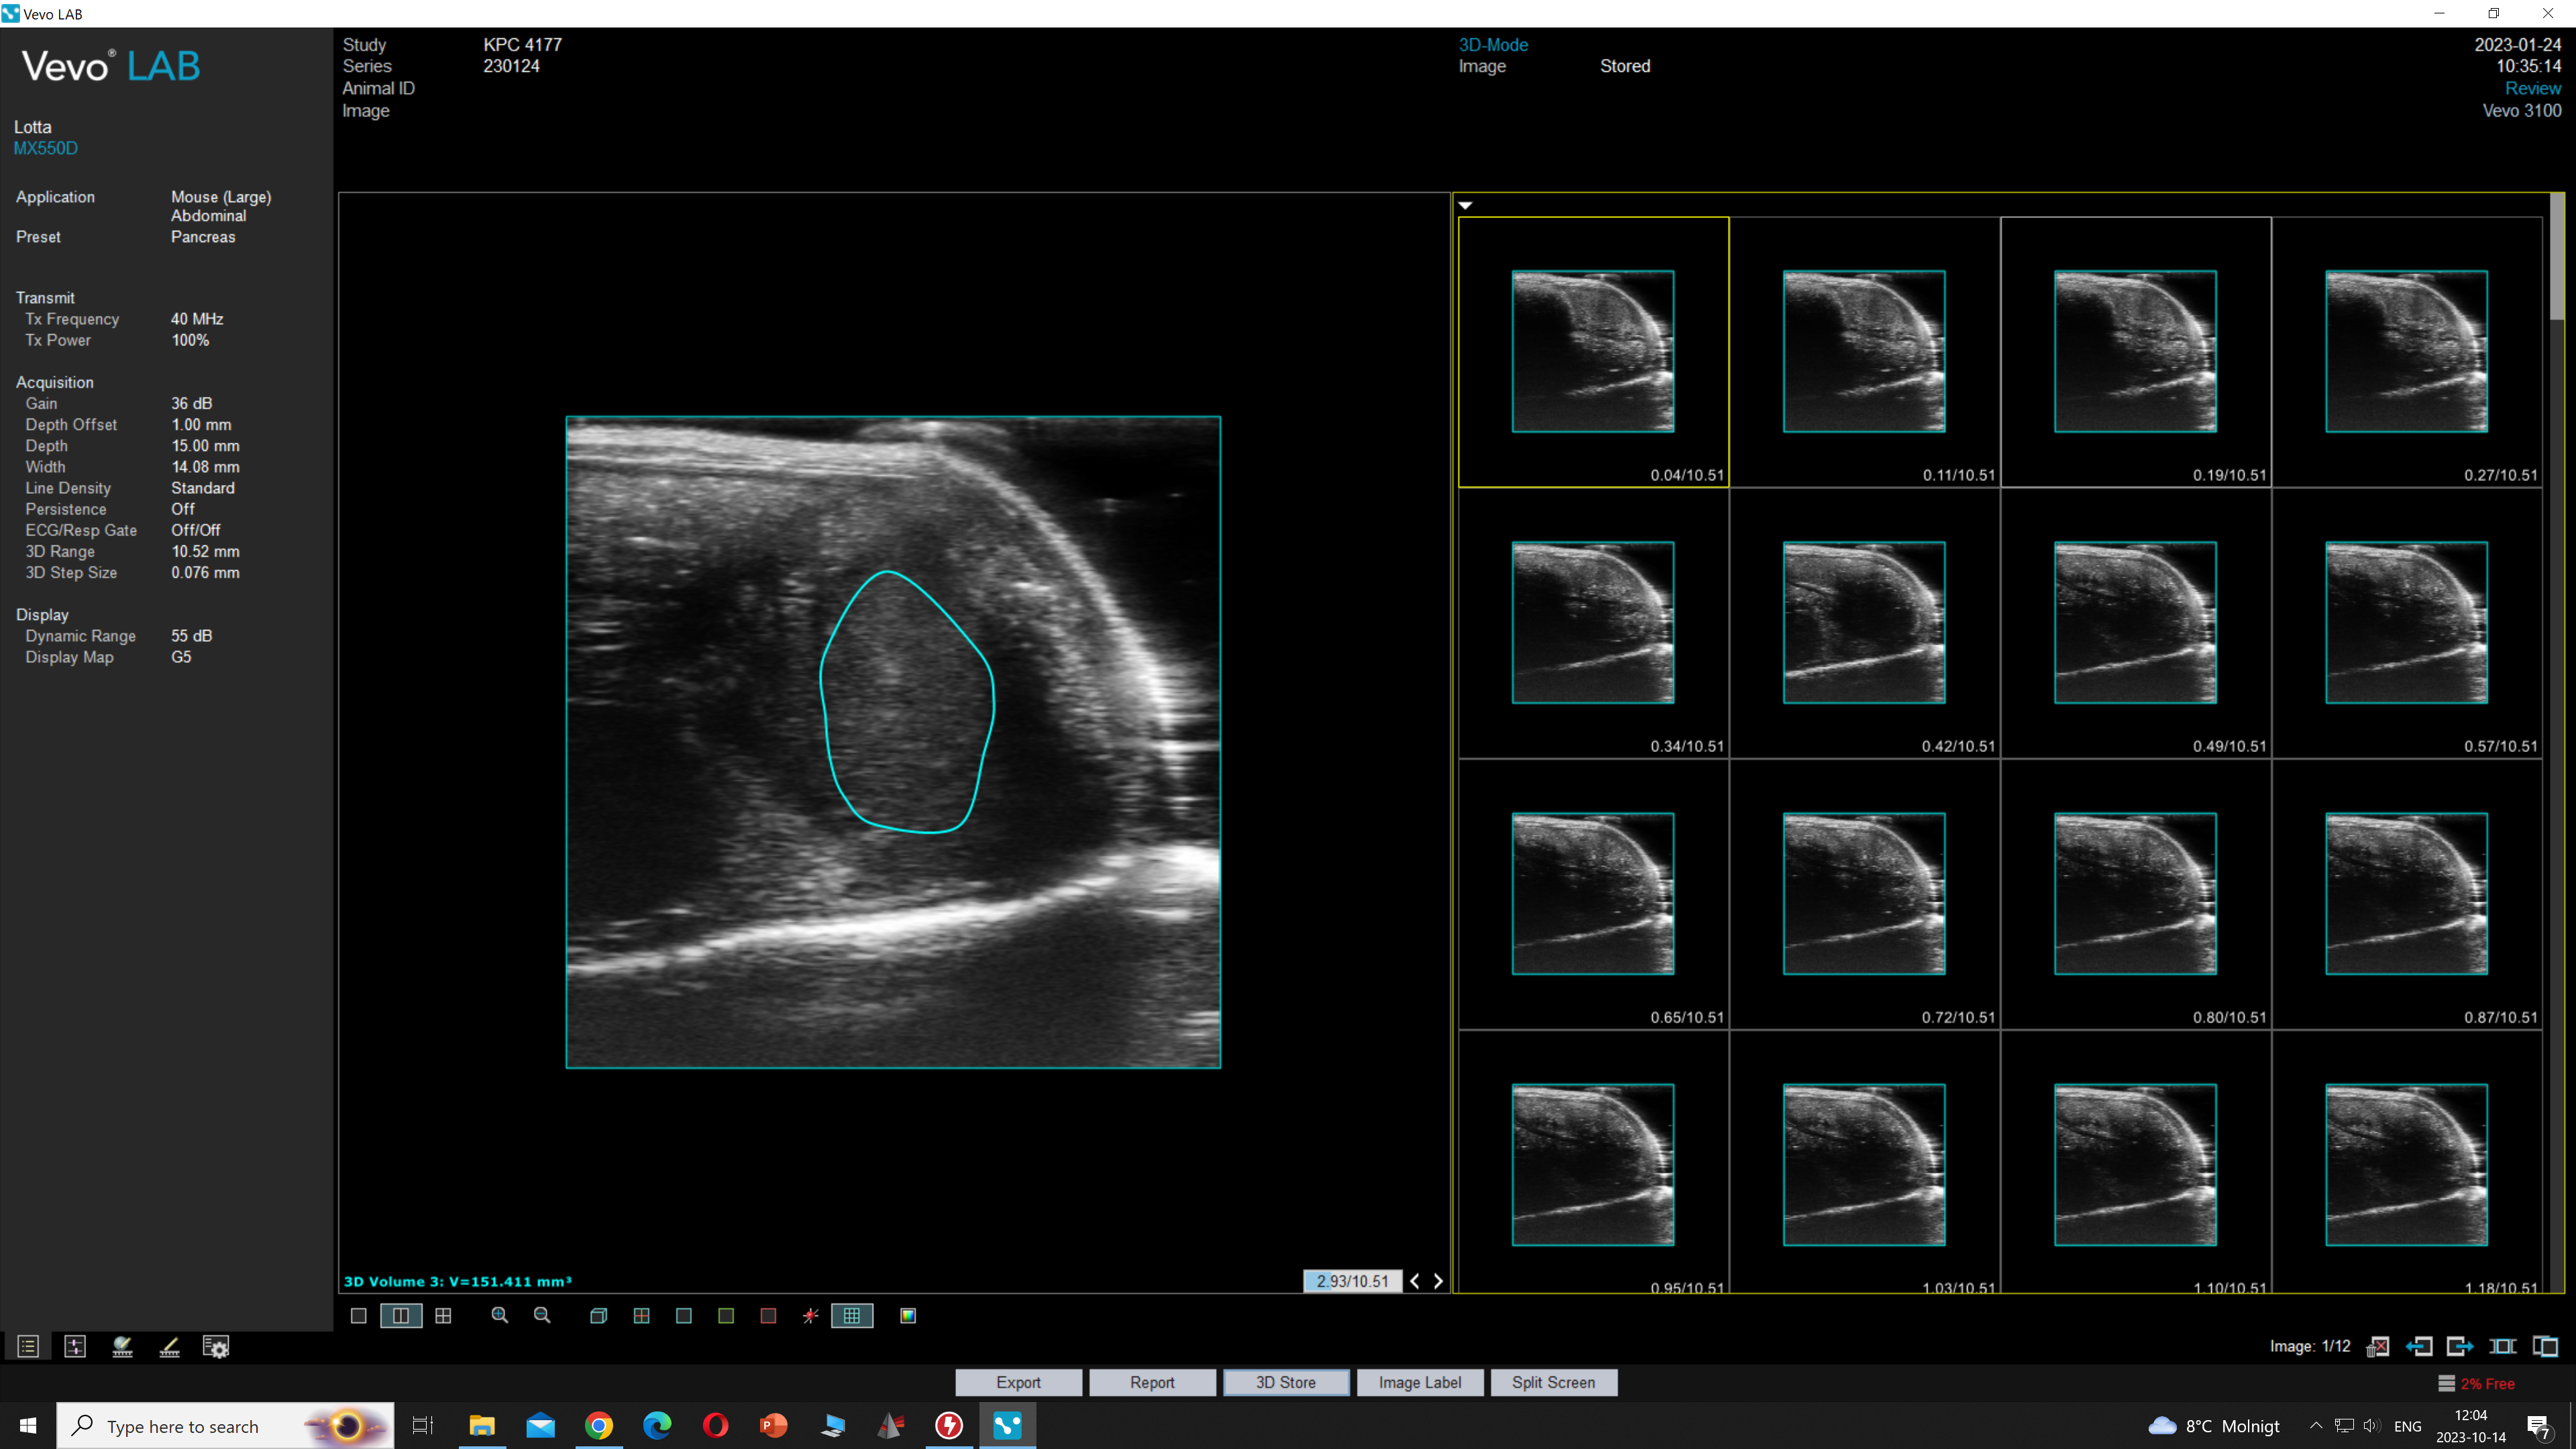 Vevo LAB
Vevo® LAB
Study KPC 4177
Series 230124
Animal ID
Image
3D-Mode
Image Stored
2023-01-24
10:35:14
Review
Vevo 3100
Lotta
MX550D
Application Mouse (Large)
Abdominal
Preset Pancreas
Transmit
Tx Frequency 40 MHz
Tx Power 100%
Acquisition
Gain 36 dB
Depth Offset 1.00 mm
Depth 15.00 mm
Width 14.08 mm
Line Density Standard
Persistence Off
ECG/Resp Gate Off/Off
3D Range 10.52 mm
3D Step Size 0.076 mm
Display
Dynamic Range 55 dB
Display Map G5
0.04/10.51 0.11/10.51 0.19/10.51 0.27/10.51
0.34/10.51 0.42/10.51 0.49/10.51 0.57/10.51
0.65/10.51 0.72/10.51 0.80/10.51 0.87/10.51
0.95/10.51 1.03/10.51 1.10/10.51 1.18/10.51
3D Volume 3: V=151.411 mm³
2.93/10.51
Image: 1/12
Export Report 3D Store Image Label Split Screen
2% Free
Type here to search
8°C Molnigt
ENG
12:04
2023-10-14
7